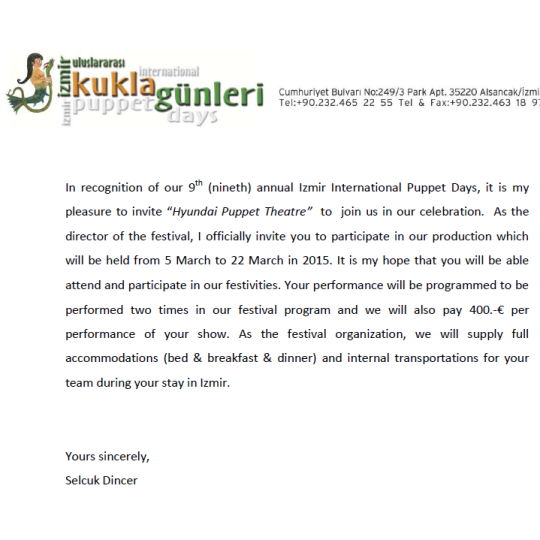 izmir uluslararası
kukla günleri
izmir international
puppet days
Cumhuriyet Bulvarı No:249/3 Park Apt. 35220 Alsancak/İzmi
Tel:+90.232.465 22 55 Tel & Fax:+90.232.463 18 97
In recognition of our 9th (nineth) annual Izmir International Puppet Days, it is my
pleasure to invite “Hyundai Puppet Theatre” to join us in our celebration. As the
director of the festival, I officially invite you to participate in our production which
will be held from 5 March to 22 March in 2015. It is my hope that you will be able
attend and participate in our festivities. Your performance will be programmed to be
performed two times in our festival program and we will also pay 400.-€ per
performance of your show. As the festival organization, we will supply full
accommodations (bed & breakfast & dinner) and internal transportations for your
team during your stay in Izmir.
Yours sincerely,
Selcuk Dincer